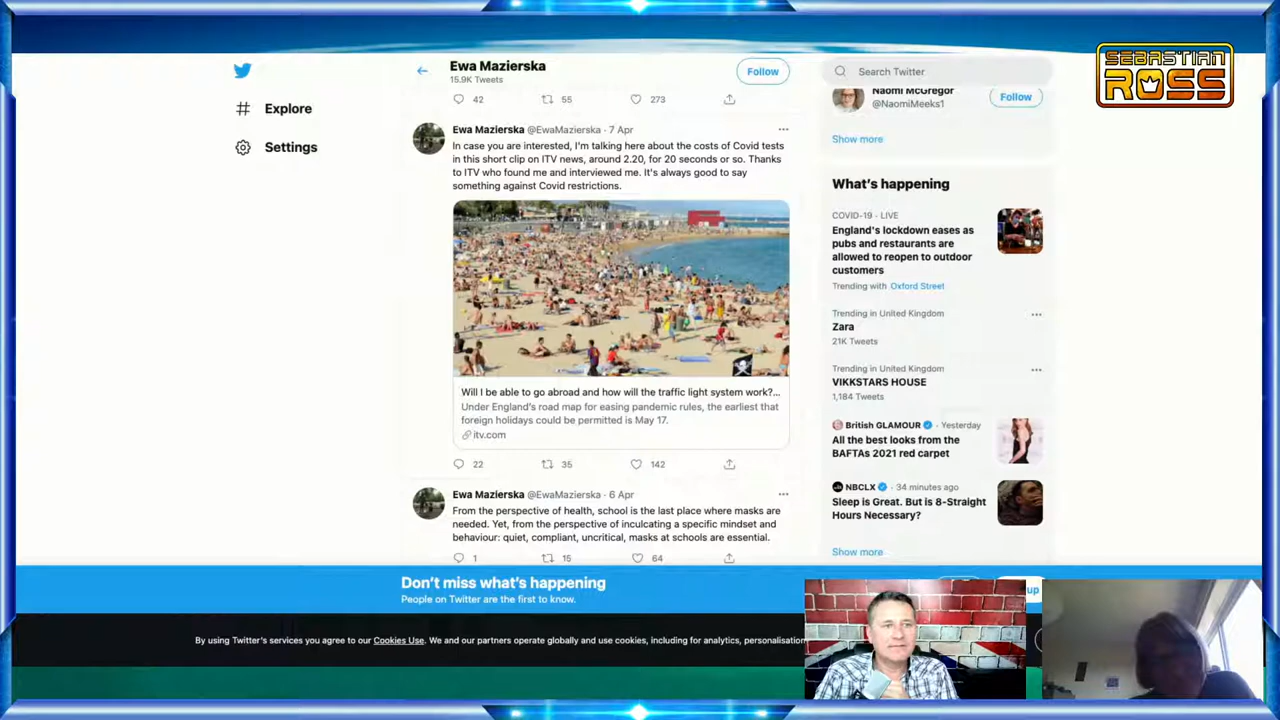 SEBASTIAN
ROSS
Explore
Settings
Ewa Mazierska
15.9K Tweets
Follow
42 55 273
Ewa Mazierska @EwaMazierska · 7 Apr
In case you are interested, I'm talking here about the costs of Covid tests
in this short clip on ITV news, around 2.20, for 20 seconds or so. Thanks
to ITV who found me and interviewed me. It's always good to say
something against Covid restrictions.
Will I be able to go abroad and how will the traffic light system work?...
Under England's road map for easing pandemic rules, the earliest that
foreign holidays could be permitted is May 17.
itv.com
22 35 142
Ewa Mazierska @EwaMazierska · 6 Apr
From the perspective of health, school is the last place where masks are
needed. Yet, from the perspective of inculcating a specific mindset and
behaviour: quiet, compliant, uncritical, masks at schools are essential.
1 15 64
Search Twitter
Naomi McGregor
@NaomiMeeks1
Follow
Show more
What's happening
COVID-19 · LIVE
England's lockdown eases as
pubs and restaurants are
allowed to reopen to outdoor
customers
Trending with Oxford Street
Trending in United Kingdom
Zara
21K Tweets
Trending in United Kingdom
VIKKSTARS HOUSE
1,184 Tweets
British GLAMOUR · Yesterday
All the best looks from the
BAFTAs 2021 red carpet
NBCLX · 34 minutes ago
Sleep is Great. But is 8-Straight
Hours Necessary?
Show more
Don't miss what's happening
People on Twitter are the first to know.
up
By using Twitter's services you agree to our Cookies Use. We and our partners operate globally and use cookies, including for analytics, personalisation